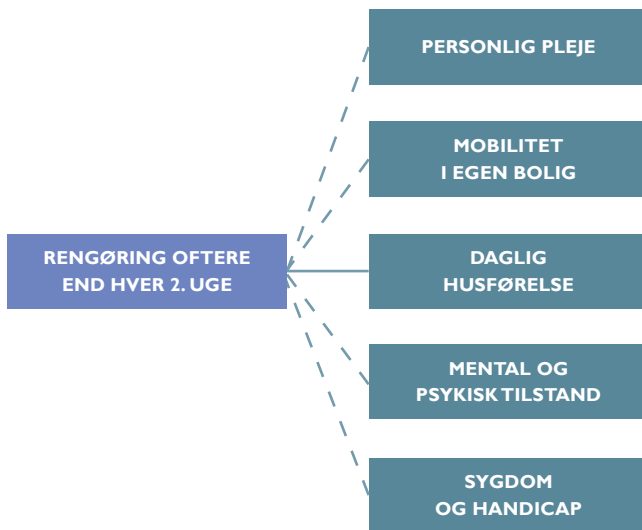 PERSONLIG PLEJE
MOBILITET
I EGEN BOLIG
RENGØRING OFTERE
END HVER 2. UGE
DAGLIG
HUSFØRELSE
MENTAL OG
PSYKISK TILSTAND
SYGDOM
OG HANDICAP